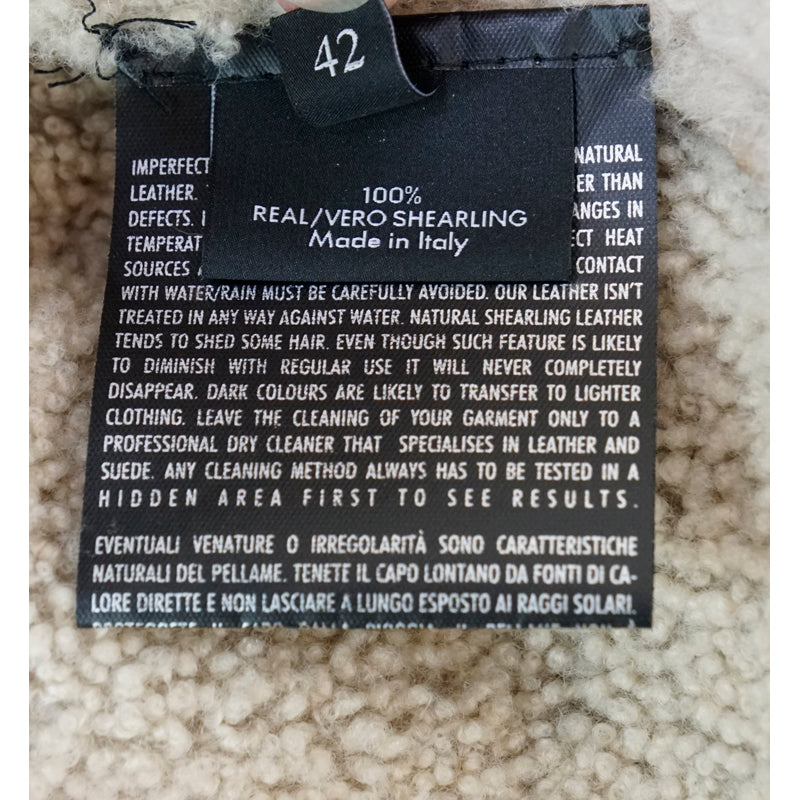 42
100%
REAL/VERO SHEARLING
Made in Italy
IMPERFECT NATURAL
LEATHER. THAN
DEFECTS. IN
HEAT
SOURCES CONTACT
WITH WATER/RAIN MUST BE CAREFULLY AVOIDED. OUR LEATHER ISN'T
TREATED IN ANY WAY AGAINST WATER. NATURAL SHEARLING LEATHER
TENDS TO SHED SOME HAIR. EVEN THOUGH SUCH FEATURE IS LIKELY
TO DIMINISH WITH REGULAR USE IT WILL NEVER COMPLETELY
DISAPPEAR. DARK COLOURS ARE LIKELY TO TRANSFER TO LIGHTER
CLOTHING. LEAVE THE CLEANING OF YOUR GARMENT ONLY TO A
PROFESSIONAL DRY CLEANER THAT SPECIALISES IN LEATHER AND
SUEDE. ANY CLEANING METHOD ALWAYS HAS TO BE TESTED IN A
HIDDEN AREA FIRST TO SEE RESULTS.
EVENTUALI VENATURE O IRREGOLARITÀ SONO CARATTERISTICHE
NATURALI DEL PELLAME. TENETE IL CAPO LONTANO DA FONTI DI CA-
LORE DIRETTE E NON LASCIARE A LUNGO ESPOSTO AI RAGGI SOLARI.